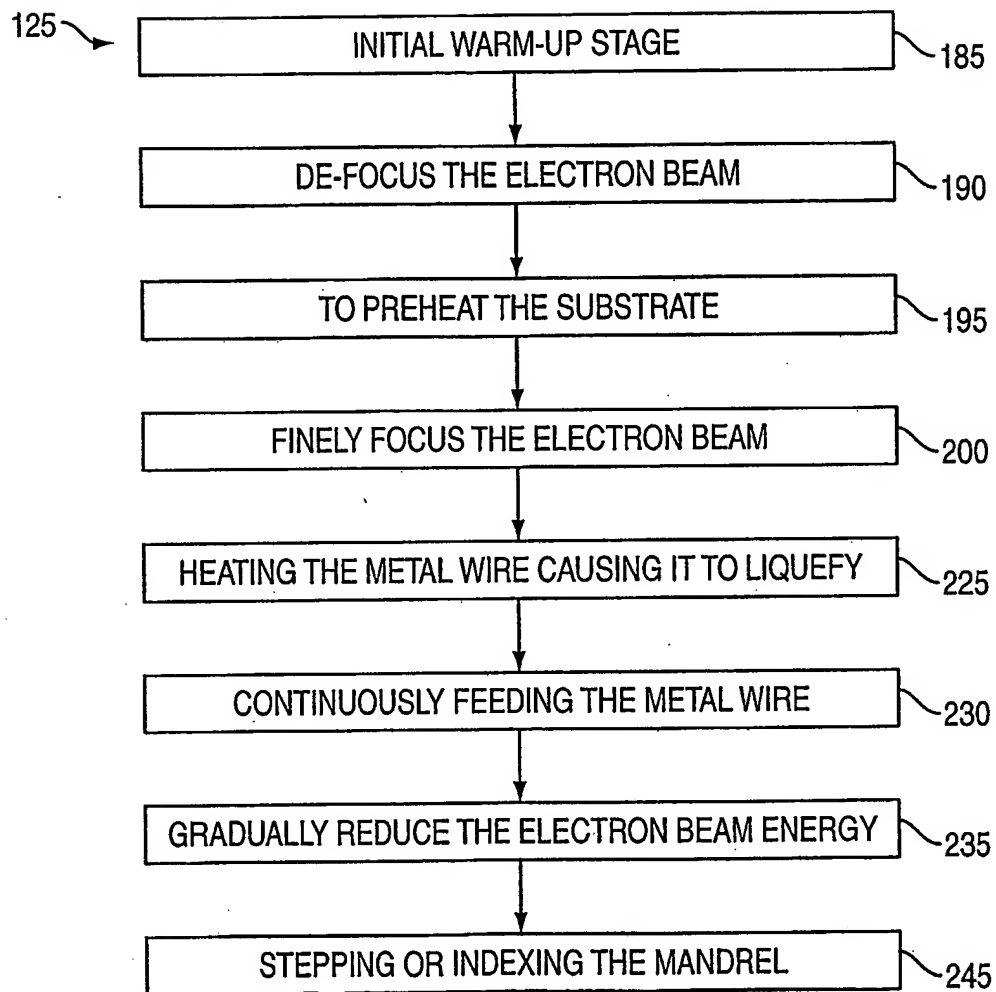 125
INITIAL WARM-UP STAGE
185
DE-FOCUS THE ELECTRON BEAM
190
TO PREHEAT THE SUBSTRATE
195
FINELY FOCUS THE ELECTRON BEAM
200
HEATING THE METAL WIRE CAUSING IT TO LIQUEFY
225
CONTINUOUSLY FEEDING THE METAL WIRE
230
GRADUALLY REDUCE THE ELECTRON BEAM ENERGY
235
STEPPING OR INDEXING THE MANDREL
245